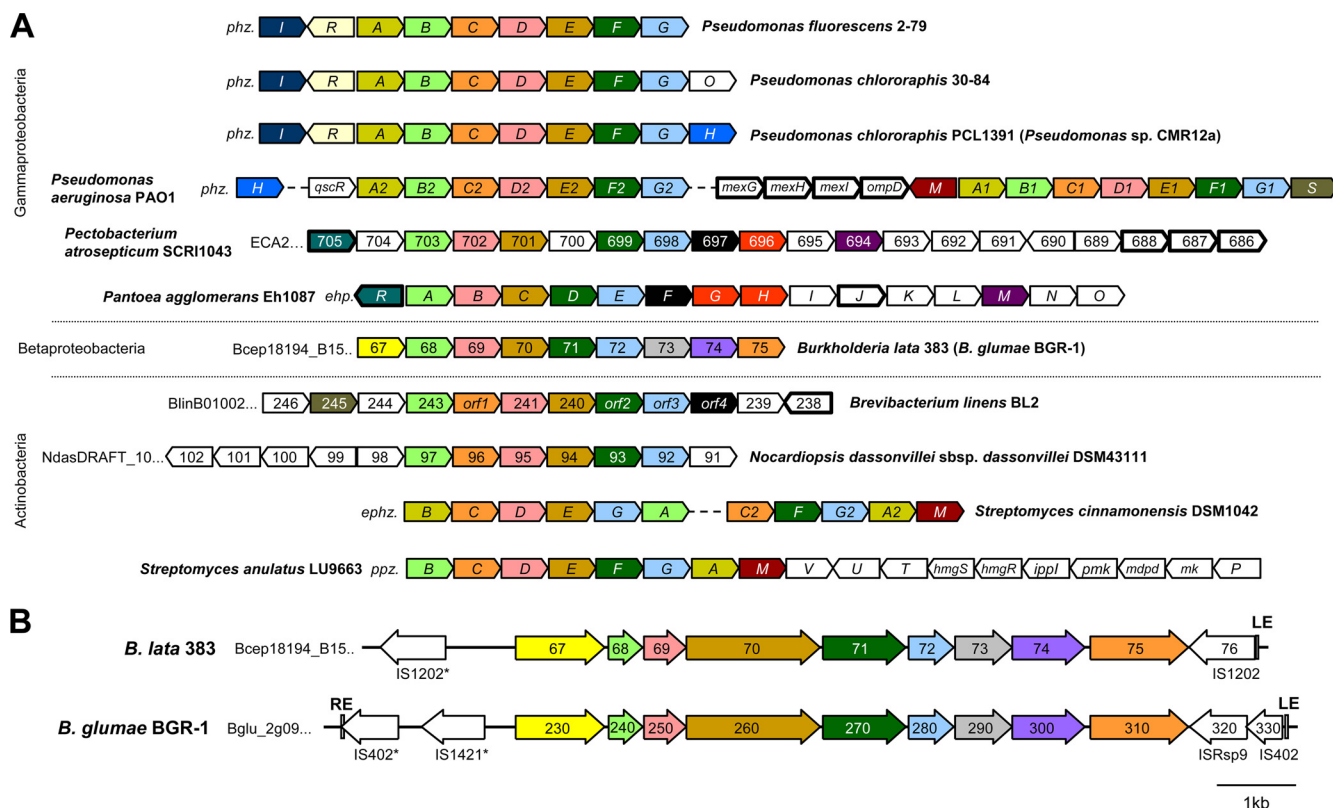 A
Gammaproteobacteria
phz. I R A B C D E F G Pseudomonas fluorescens 2-79
phz. I R A B C D E F G O Pseudomonas chlororaphis 30-84
phz. I R A B C D E F G H Pseudomonas chlororaphis PCL1391 (Pseudomonas sp. CMR12a)
Pseudomonas
aeruginosa PAO1 phz. H qscR A2 B2 C2 D2 E2 F2 G2 mexG mexH mexI ompD M A1 B1 C1 D1 E1 F1 G1 S
Pectobacterium
atrosepticum SCRI1043 ECA2... 705 704 703 702 701 700 699 698 697 696 695 694 693 692 691 690 689 688 687 686
Pantoea agglomerans Eh1087 ehp. R A B C D E F G H I J K L M N O
Betaproteobacteria Bcep18194_B15.. 67 68 69 70 71 72 73 74 75 Burkholderia lata 383 (B. glumae BGR-1)
Actinobacteria
BlinB01002... 246 245 244 243 orf1 241 240 orf2 orf3 orf4 239 238 Brevibacterium linens BL2
NdasDRAFT_10... 102 101 100 99 98 97 96 95 94 93 92 91 Nocardiopsis dassonvillei sbsp. dassonvillei DSM43111
ephz. B C D E G A C2 F G2 A2 M Streptomyces cinnamonensis DSM1042
Streptomyces anulatus LU9663 ppz. B C D E F G A M V U T hmgS hmgR ippI pmk mdpd mk P
B
B. lata 383 Bcep18194_B15.. 67 68 69 70 71 72 73 74 75 76 LE
IS1202* IS1202
B. glumae BGR-1 Bglu_2g09... RE 230 240 250 260 270 280 290 300 310 320 330 LE
IS402* IS1421* ISRsp9 IS402
1kb